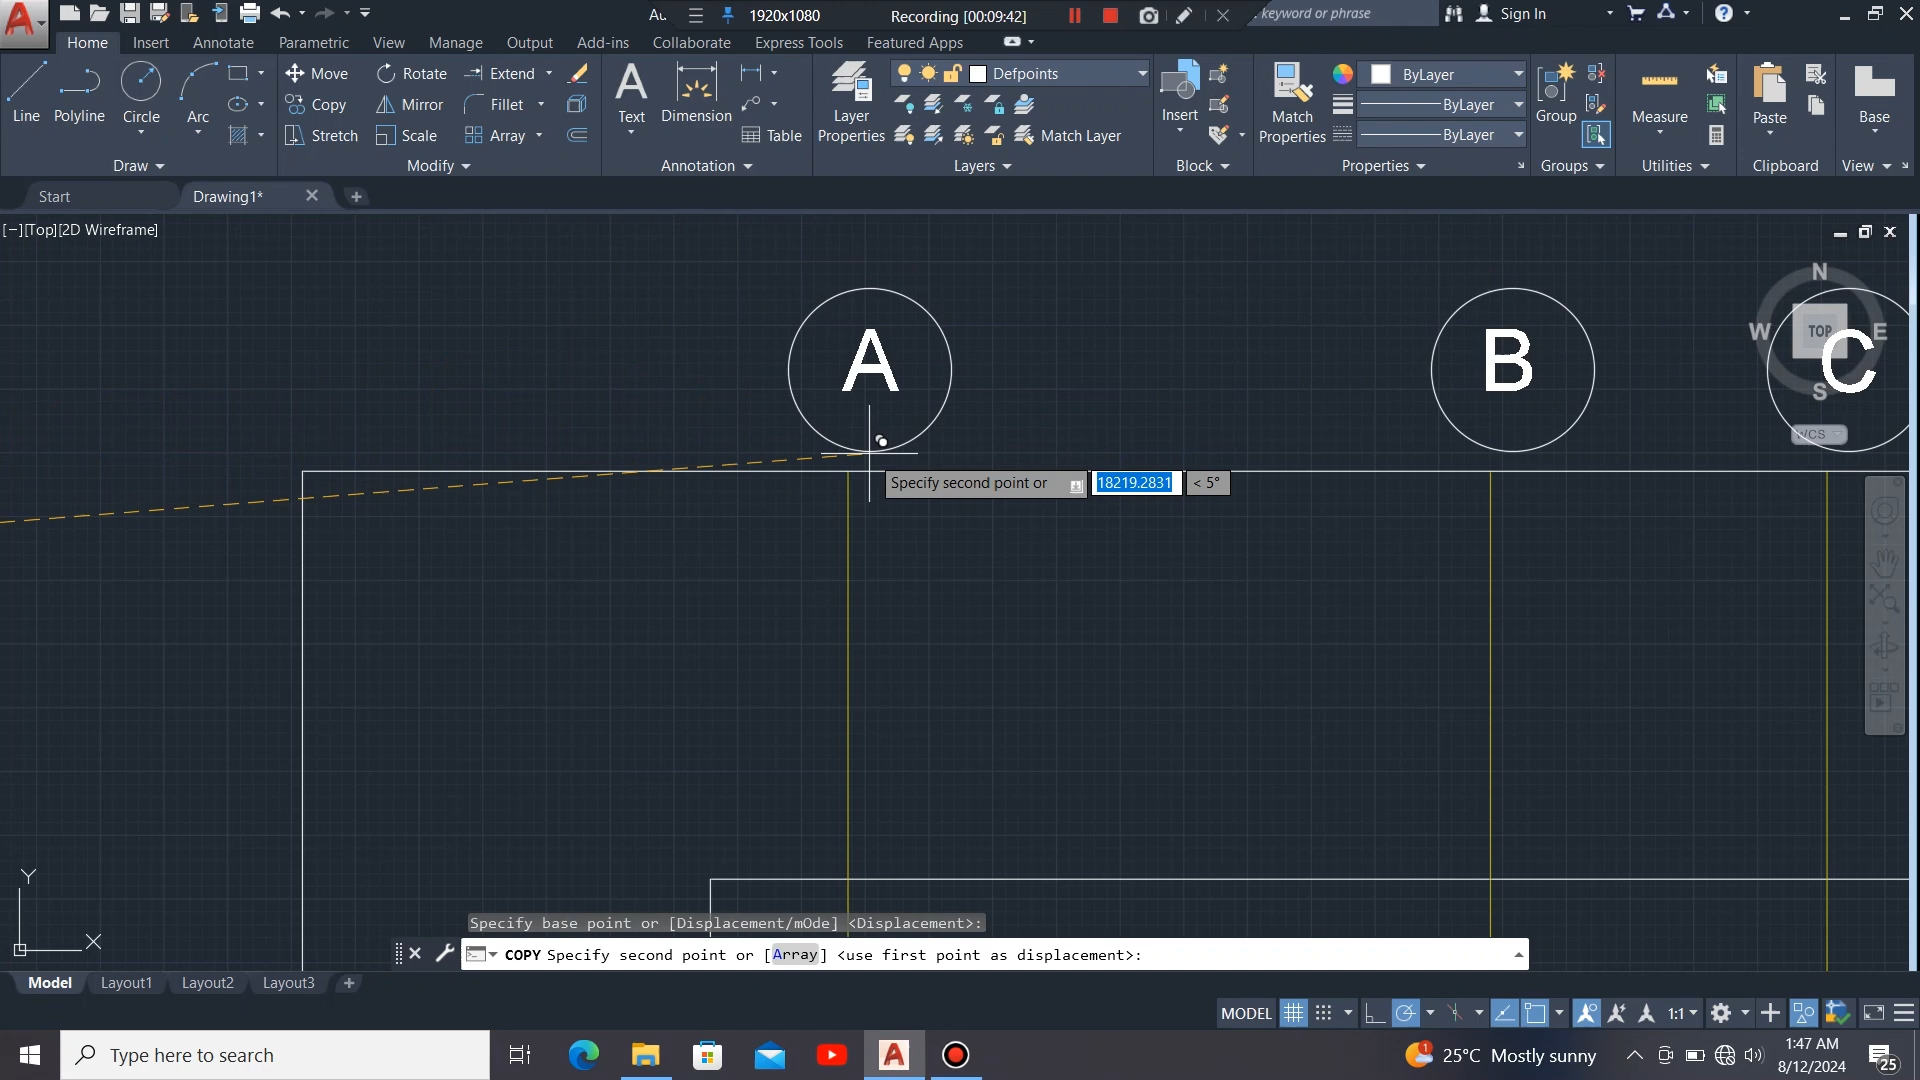 Au
1920x1080
Recording [00:09:42]
keyword or phrase
Sign In
Home Insert Annotate Parametric View Manage Output Add-ins Collaborate Express Tools Featured Apps
Line Polyline Circle Arc
Move Rotate Extend
Copy Mirror Fillet
Stretch Scale Array
Text Dimension Table
Layer Properties
Defpoints
Match Layer
Insert
Match Properties
ByLayer
ByLayer
ByLayer
Group
Measure
Paste
Base
Draw Modify Annotation Layers Block Properties Groups Utilities Clipboard View
Start Drawing1*
[−][Top][2D Wireframe]
N
W TOP E
S
WCS
A B C
Specify second point or 18219.2831 < 5°
Y
X
Specify base point or [Displacement/mOde] <Displacement>:
COPY Specify second point or [Array] <use first point as displacement>:
Model Layout1 Layout2 Layout3
MODEL 1:1
Type here to search
25°C Mostly sunny
1:47 AM
8/12/2024
25
1